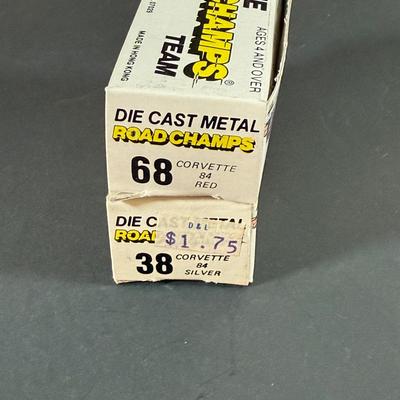 07025
MADE IN HONG KONG
CHAMPS®
TEAM
AGES 4 AND OVER
DIE CAST METAL
ROAD CHAMPS
68 CORVETTE
84
RED
DIE CAST METAL
ROAD
D&L
$1.75
38 CORVETTE
84
SILVER